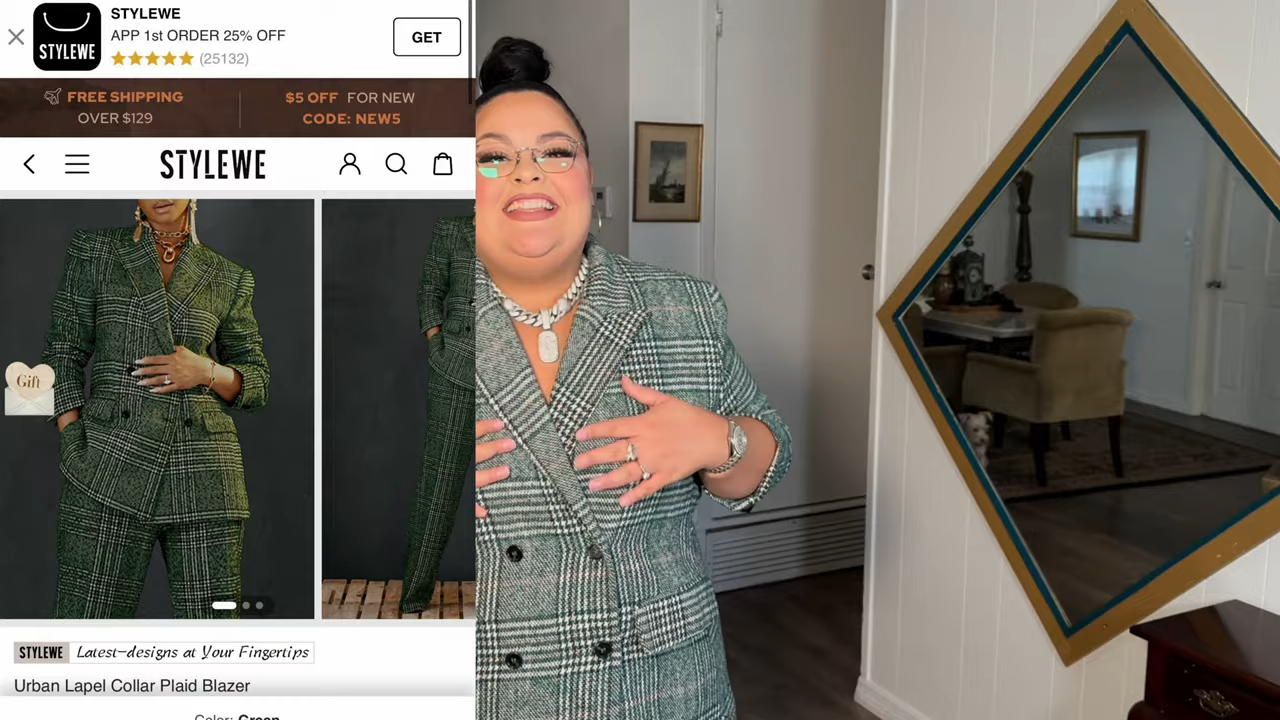 STYLEWE
APP 1st ORDER 25% OFF
(25132)
GET
STYLEWE
FREE SHIPPING
OVER $129
$5 OFF FOR NEW
CODE: NEW5
STYLEWE
Gift
STYLEWE Latest-designs at Your Fingertips
Urban Lapel Collar Plaid Blazer
Color: Green